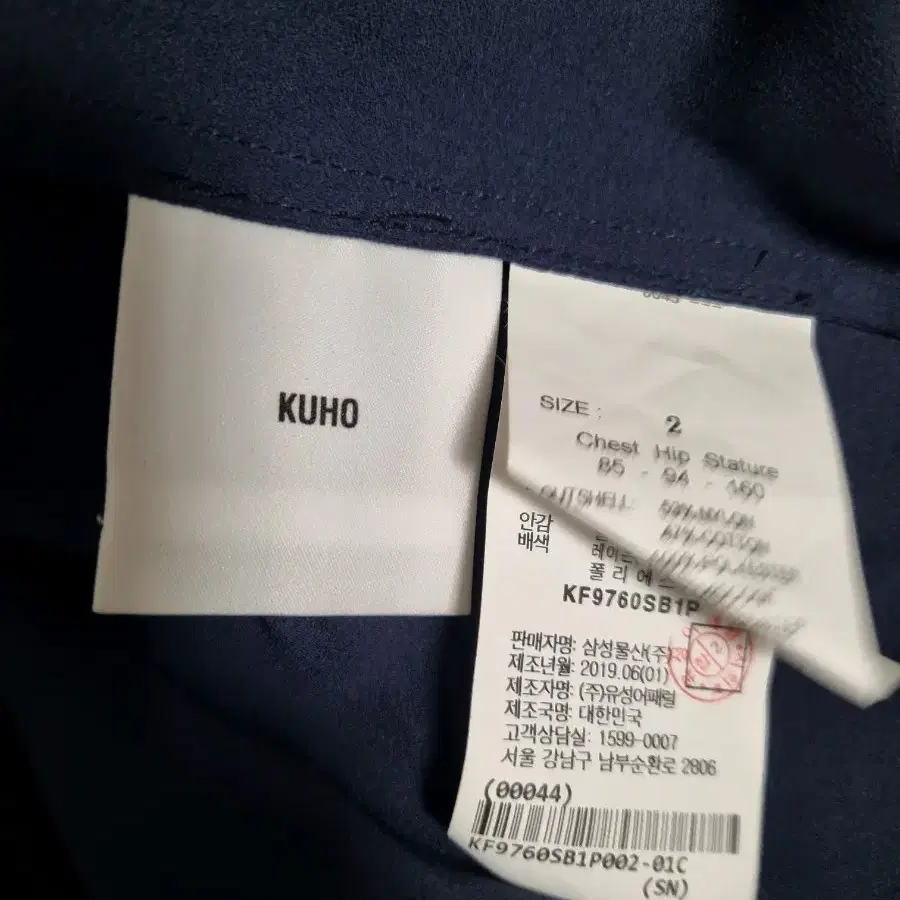 KUHO
SIZE : 2
Chest Hip Stature
85 - 94 - 160
OUTSHELL:
안감
배색
폴리에스
KF9760SB1P
판매자명: 삼성물산(주)
제조년월: 2019.06(01)
제조자명: (주)유성어패럴
제조국명: 대한민국
고객상담실: 1599-0007
서울 강남구 남부순환로 2806
(00044)
KF9760SB1P002-01C
(SN)